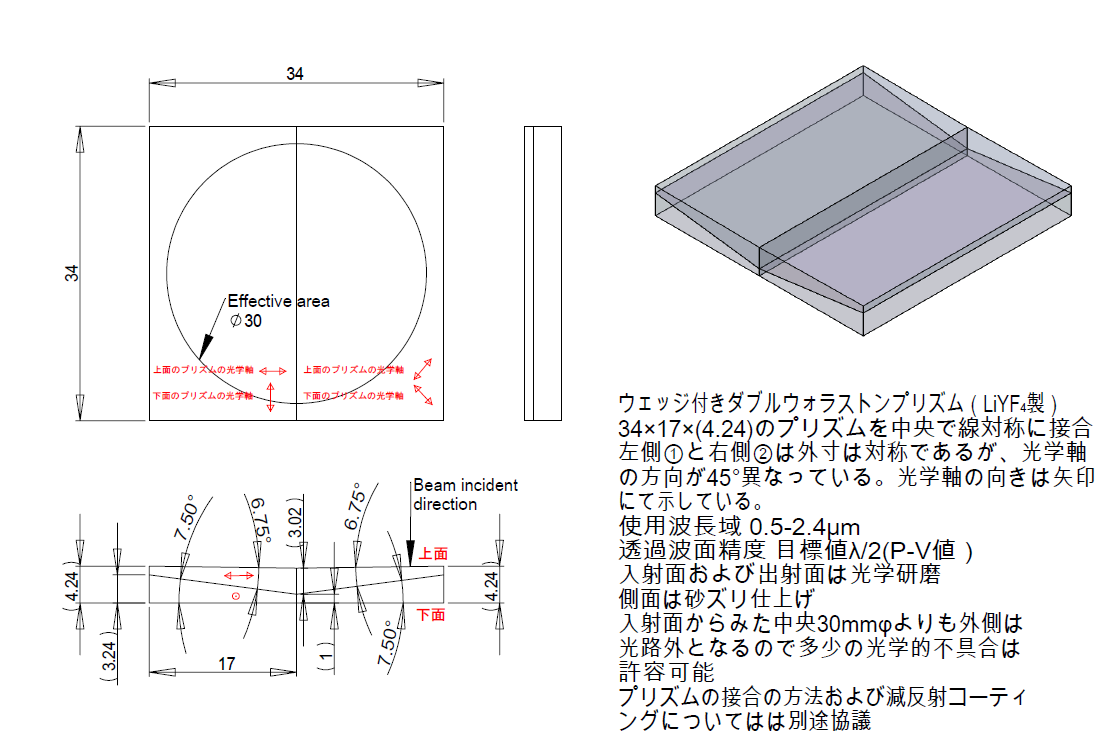 34
34
Effective area
∅30
上面のプリズムの光学軸
上面のプリズムの光学軸
下面のプリズムの光学軸
下面のプリズムの光学軸
ウェッジ付きダブルウォラストンプリズム ( LiYF₄製 )
34×17×(4.24)のプリズムを中央で線対称に接合
左側①と右側②は外寸は対称であるが、光学軸
の方向が45°異なっている。光学軸の向きは矢印
にて示している。
使用波長域 0.5-2.4μm
透過波面精度 目標値λ/2(P-V値 )
入射面および出射面は光学研磨
側面は砂ズリ仕上げ
入射面からみた中央30mmφよりも外側は
光路外となるので多少の光学的不具合は
許容可能
プリズムの接合の方法および減反射コーティ
ングについてはは別途協議
7.50°
6.75°
(3.02)
6.75°
Beam incident
direction
上面
(4.24)
(4.24)
下面
(3.24)
17
(1)
7.50°